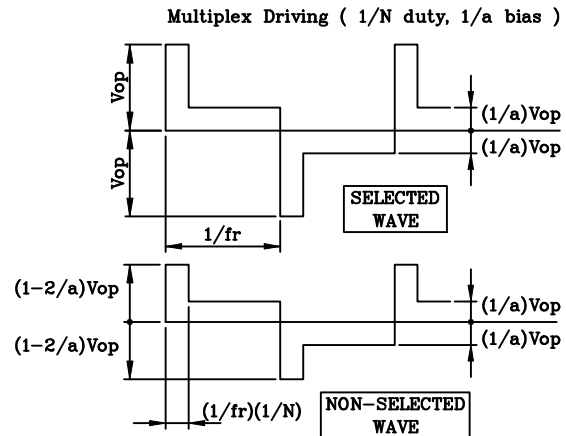 Multiplex Driving ( 1/N duty, 1/a bias )
Vop
Vop
(1/a)Vop
(1/a)Vop
SELECTED
WAVE
1/fr
(1-2/a)Vop
(1-2/a)Vop
(1/a)Vop
(1/a)Vop
(1/fr)(1/N)
NON-SELECTED
WAVE